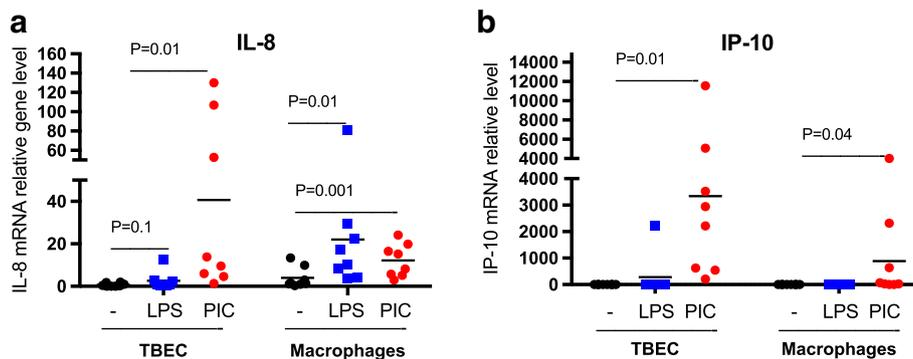 a
IL-8
IL-8 mRNA relative gene level
160
140
120
100
80
60
40
20
0
P=0.01
P=0.1
P=0.01
P=0.001
- LPS PIC - LPS PIC
TBEC Macrophages
b
IP-10
IP-10 mRNA relative level
14000
12000
10000
8000
6000
4000
4000
3000
2000
1000
0
P=0.01
P=0.04
- LPS PIC - LPS PIC
TBEC Macrophages